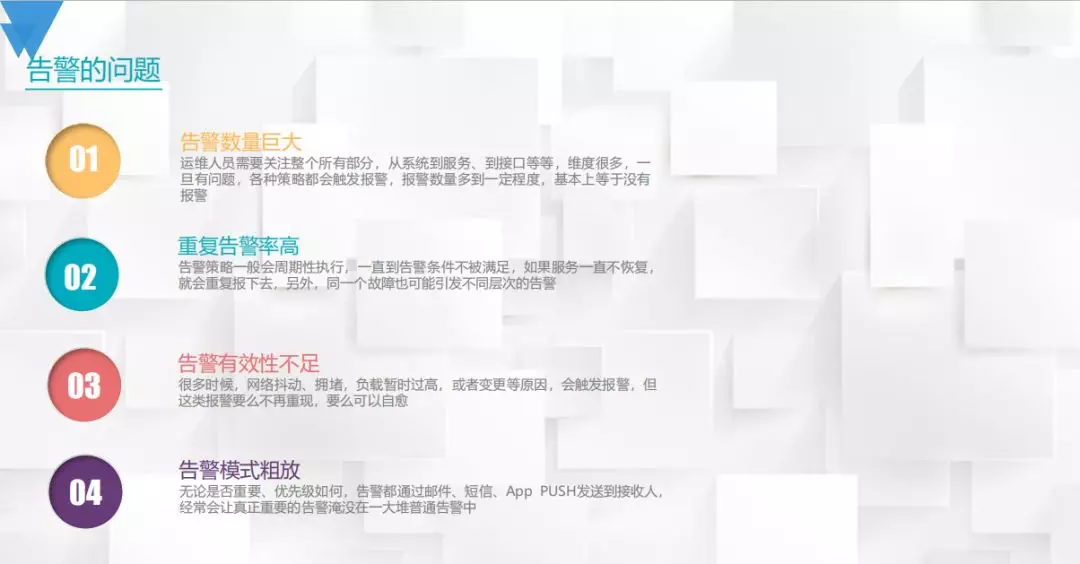 告警的问题
01
告警数量巨大
运维人员需要关注整个所有部分，从系统到服务、到接口等等，维度很多，一
旦有问题，各种策略都会触发报警，报警数量多到一定程度，基本上等于没有
报警
02
重复告警率高
告警策略一般会周期性执行，一直到告警条件不被满足，如果服务一直不恢复，
就会重复报下去，另外，同一个故障也可能引发不同层次的告警
03
告警有效性不足
很多时候，网络抖动、拥堵，负载暂时过高，或者变更等原因，会触发报警，但
这类报警要么不再重现，要么可以自愈
04
告警模式粗放
无论是否重要、优先级如何，告警都通过邮件、短信、App PUSH发送到接收人，
经常会让真正重要的告警淹没在一大堆普通告警中